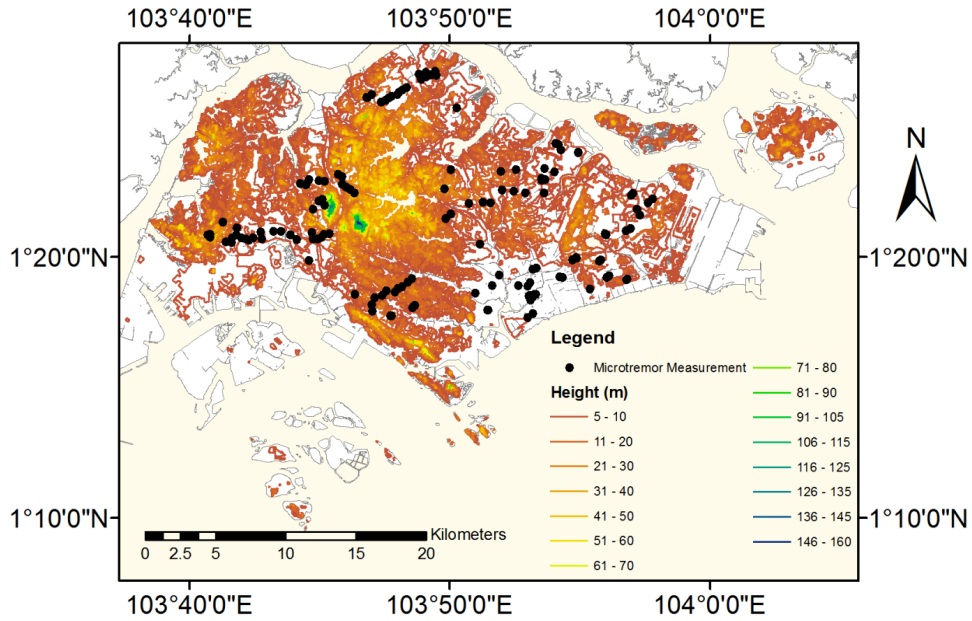 103°40'0"E 103°50'0"E 104°0'0"E
N
1°20'0"N 1°20'0"N
Legend
Microtremor Measurement
Height (m)
5 - 10
11 - 20
21 - 30
31 - 40
41 - 50
51 - 60
61 - 70
71 - 80
81 - 90
91 - 105
106 - 115
116 - 125
126 - 135
136 - 145
146 - 160
1°10'0"N 1°10'0"N
Kilometers
0 2.5 5 10 15 20
103°40'0"E 103°50'0"E 104°0'0"E